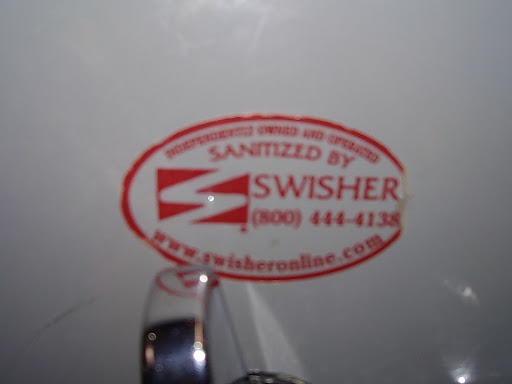 INDEPENDENTLY OWNED AND OPERATED
SANITIZED BY
SWISHER
(800) 444-4138
www.swisheronline.com